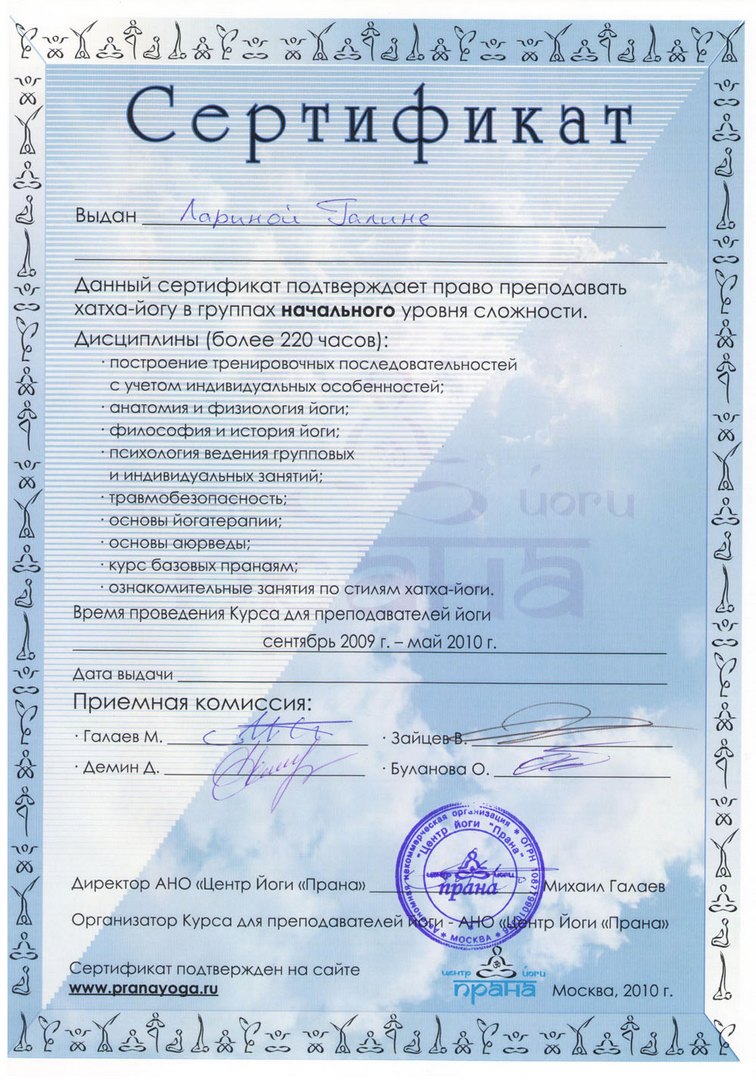 Сертификат
Выдан Лариной Галине
Данный сертификат подтверждает право преподавать
хатха-йогу в группах начального уровня сложности.
Дисциплины (более 220 часов):
· построение тренировочных последовательностей
с учетом индивидуальных особенностей;
· анатомия и физиология йоги;
· философия и история йоги;
· психология ведения групповых
и индивидуальных занятий;
· травмобезопасность;
· основы йогатерапии;
· основы аюрведы;
· курс базовых пранаям;
· ознакомительные занятия по стилям хатха-йоги.
йоги
Время проведения Курса для преподавателей йоги
сентябрь 2009 г. – май 2010 г.
Дата выдачи
Приемная комиссия:
· Галаев М. · Зайцев В.
· Демин Д. · Буланова О.
Автономная некоммерческая организация * ОГРН
"Центр йоги "Прана"
центр йоги
прана
* МОСКВА *
Директор АНО «Центр Йоги «Прана» Михаил Галаев
Организатор Курса для преподавателей йоги - АНО «Центр Йоги «Прана»
Сертификат подтвержден на сайте
www.pranayoga.ru
центр йоги
прана
Москва, 2010 г.